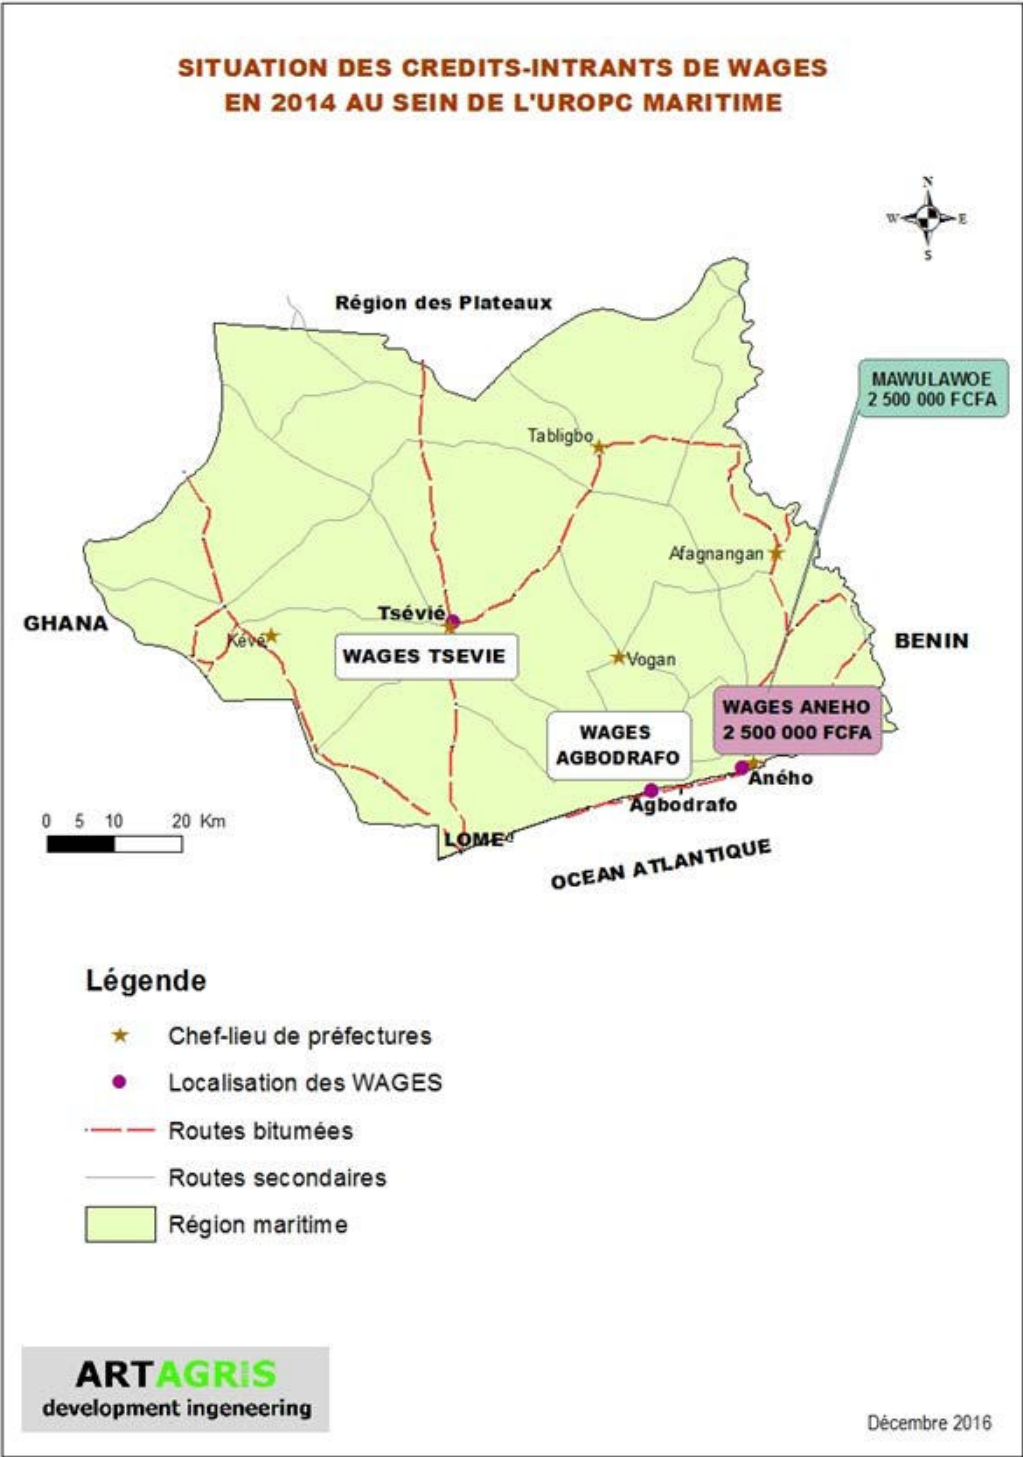 SITUATION DES CREDITS-INTRANTS DE WAGES
EN 2014 AU SEIN DE L'UROPC MARITIME
N
W
E
S
Région des Plateaux
MAWULAWOE
2 500 000 FCFA
Tabligbo
Afagnangan
GHANA
Tsévié
Kévé
WAGES TSEVIE
Vogan
BENIN
WAGES ANEHO
2 500 000 FCFA
WAGES
AGBODRAFO
Aného
Agbodrafo
0 5 10 20 Km
LOME
OCEAN ATLANTIQUE
Légende
Chef-lieu de préfectures
Localisation des WAGES
Routes bitumées
Routes secondaires
Région maritime
ARTAGRIS
development ingeneering
Décembre 2016